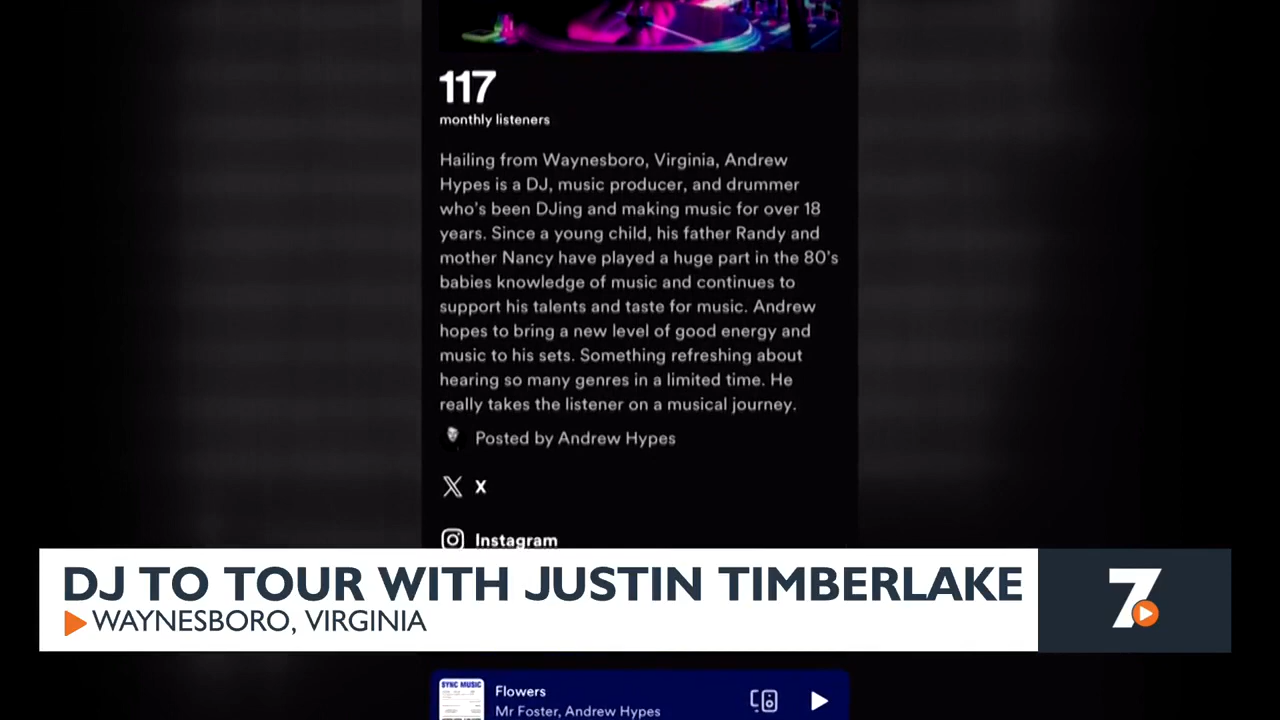 117
monthly listeners
Hailing from Waynesboro, Virginia, Andrew
Hypes is a DJ, music producer, and drummer
who's been DJing and making music for over 18
years. Since a young child, his father Randy and
mother Nancy have played a huge part in the 80's
babies knowledge of music and continues to
support his talents and taste for music. Andrew
hopes to bring a new level of good energy and
music to his sets. Something refreshing about
hearing so many genres in a limited time. He
really takes the listener on a musical journey.
Posted by Andrew Hypes
X
Instagram
DJ TO TOUR WITH JUSTIN TIMBERLAKE
WAYNESBORO, VIRGINIA
7
SYNC MUSIC
Flowers
Mr Foster, Andrew Hypes